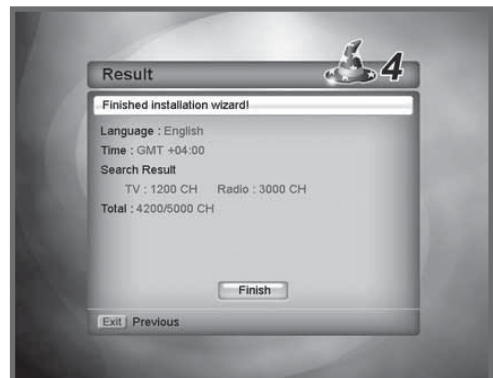 Result
4
Finished installation wizard!
Language : English
Time : GMT +04:00
Search Result
TV : 1200 CH Radio : 3000 CH
Total : 4200/5000 CH
Finish
Exit Previous